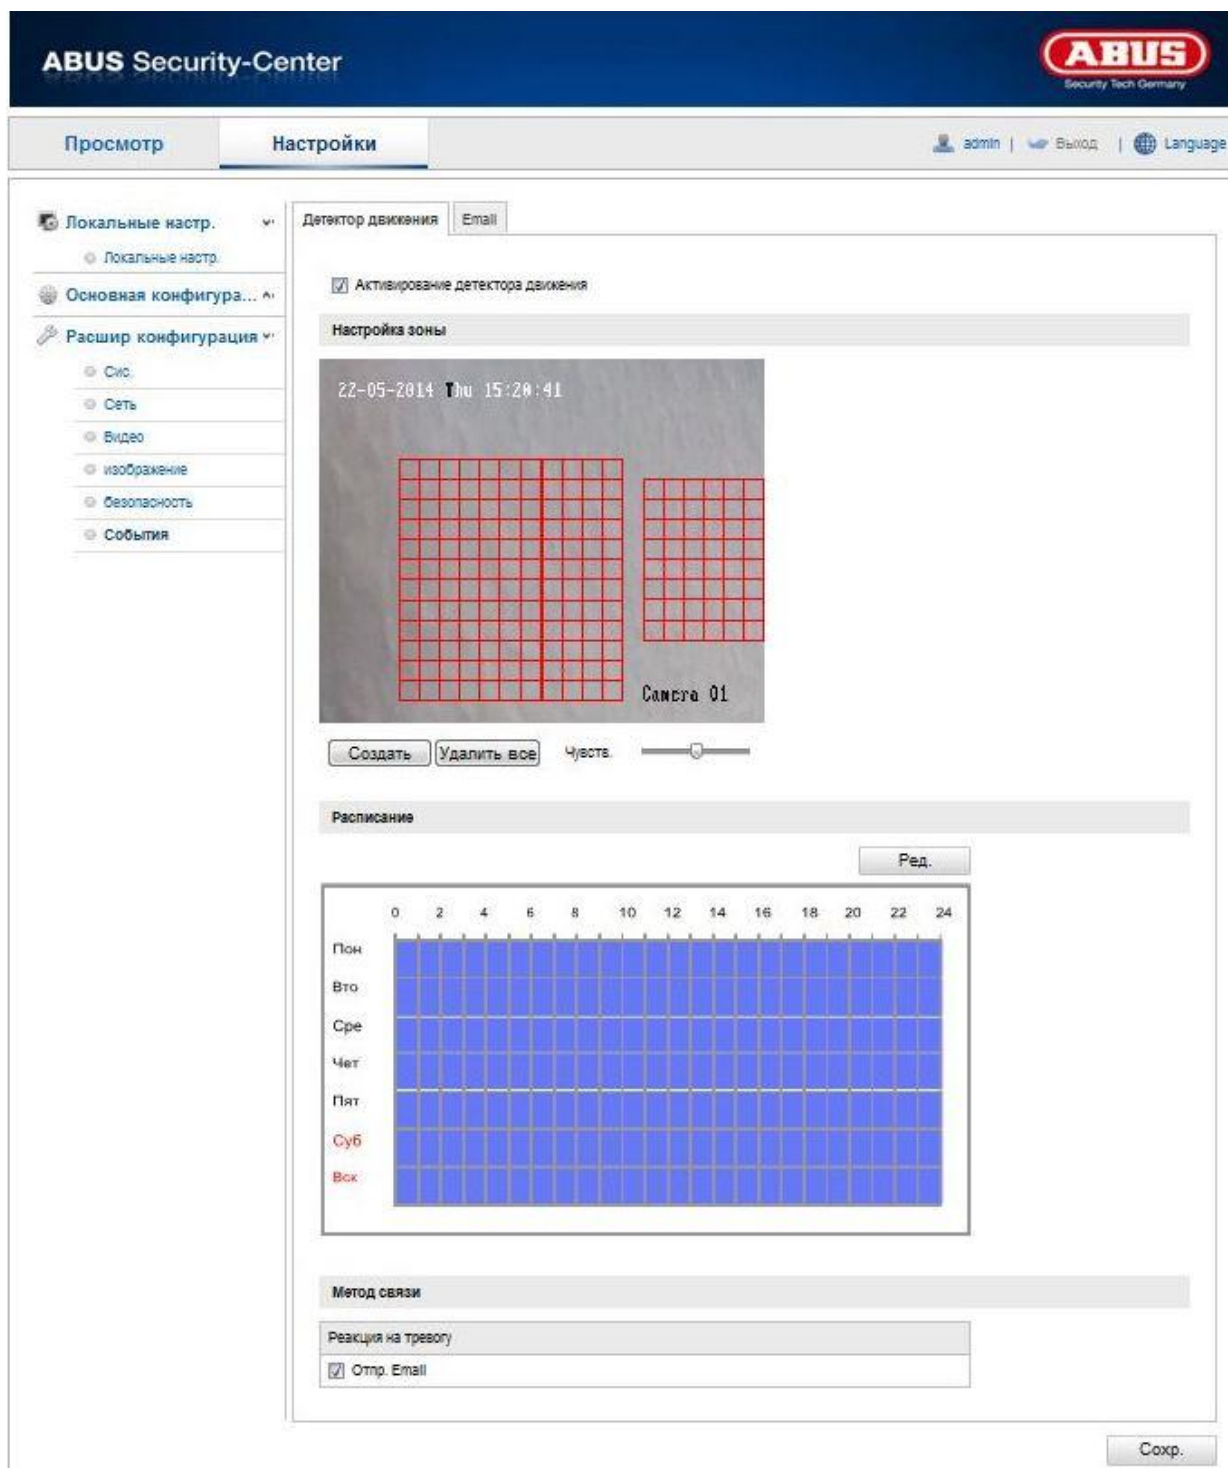 ABUS Security-Center
ABUS
Security Tech Germany
Просмотр
Настройки
admin |
Выход |
Language
Локальные настр.
Локальные настр.
Основная конфигура...
Расшир конфигурация
Сис.
Сеть
Видео
изображение
безопасность
События
Детектор движения
Email
Активирование детектора движения
Настройка зоны
22-05-2014 Thu 15:20:41
Camera 01
Создать
Удалить все
Чувств.
Расписание
Ред.
0 2 4 6 8 10 12 14 16 18 20 22 24
Пон
Вто
Сре
Чет
Пят
Суб
Вск
Метод связи
Реакция на тревогу
Отпр. Email
Сохр.